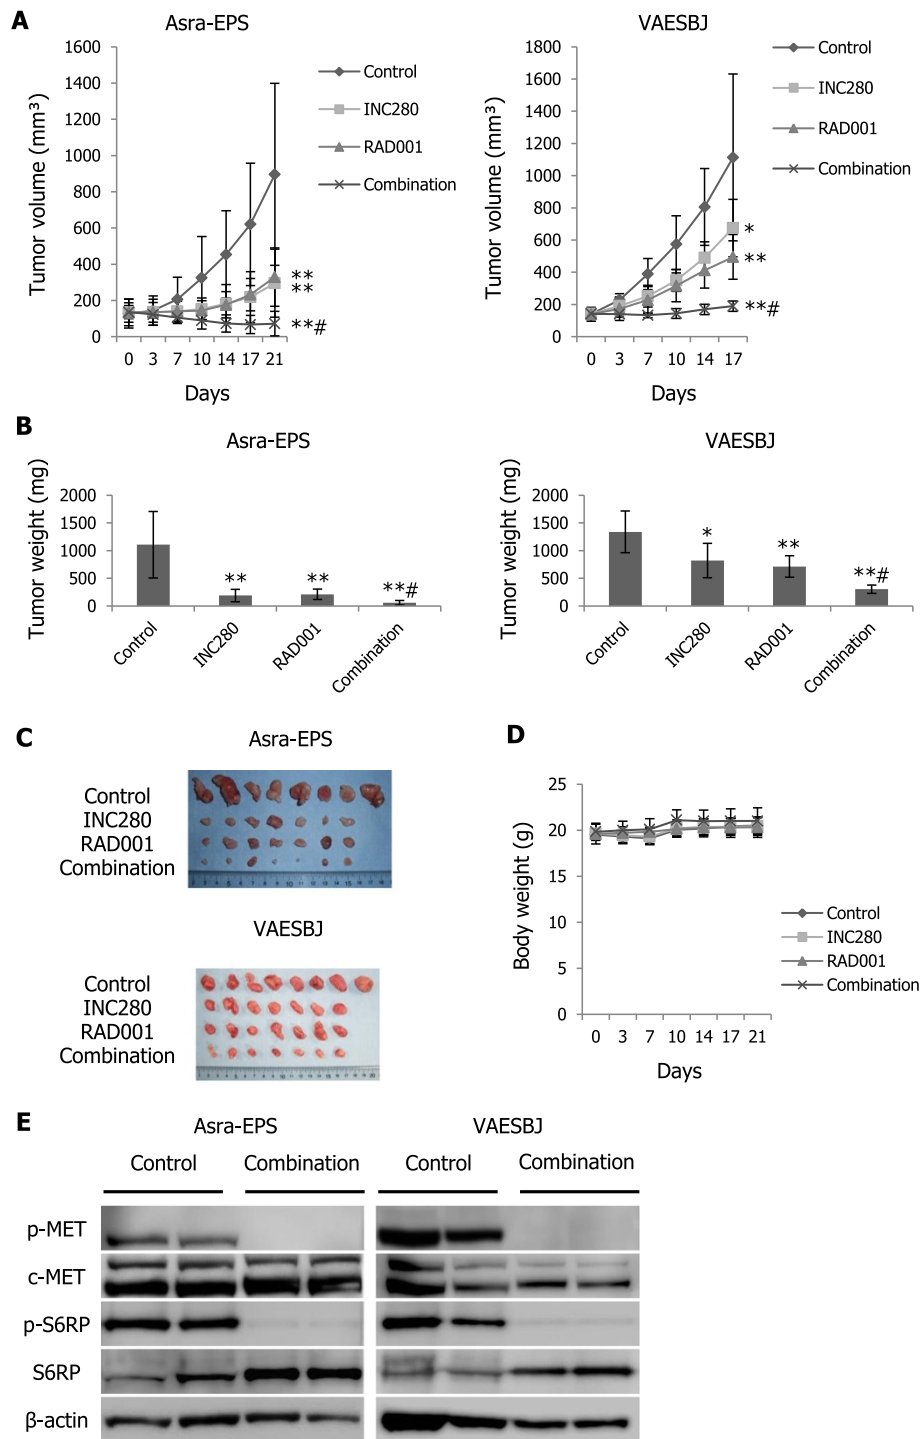 A
Asra-EPS
Tumor volume (mm³)
1600
1400
1200
1000
800
600
400
200
0
0 3 7 10 14 17 21
Days
Control
INC280
RAD001
Combination
**
**
**#
VAESBJ
Tumor volume (mm³)
1800
1600
1400
1200
1000
800
600
400
200
0
0 3 7 10 14 17
Days
Control
INC280
RAD001
Combination
*
**
**#
B
Asra-EPS
Tumor weight (mg)
2000
1500
1000
500
0
** ** **#
Control INC280 RAD001 Combination
VAESBJ
Tumor weight (mg)
2000
1500
1000
500
0
* ** **#
Control INC280 RAD001 Combination
C
Asra-EPS
Control
INC280
RAD001
Combination
VAESBJ
Control
INC280
RAD001
Combination
D
Body weight (g)
25
20
15
10
5
0
0 3 7 10 14 17 21
Days
Control
INC280
RAD001
Combination
E
Asra-EPS VAESBJ
Control Combination Control Combination
p-MET
c-MET
p-S6RP
S6RP
β-actin